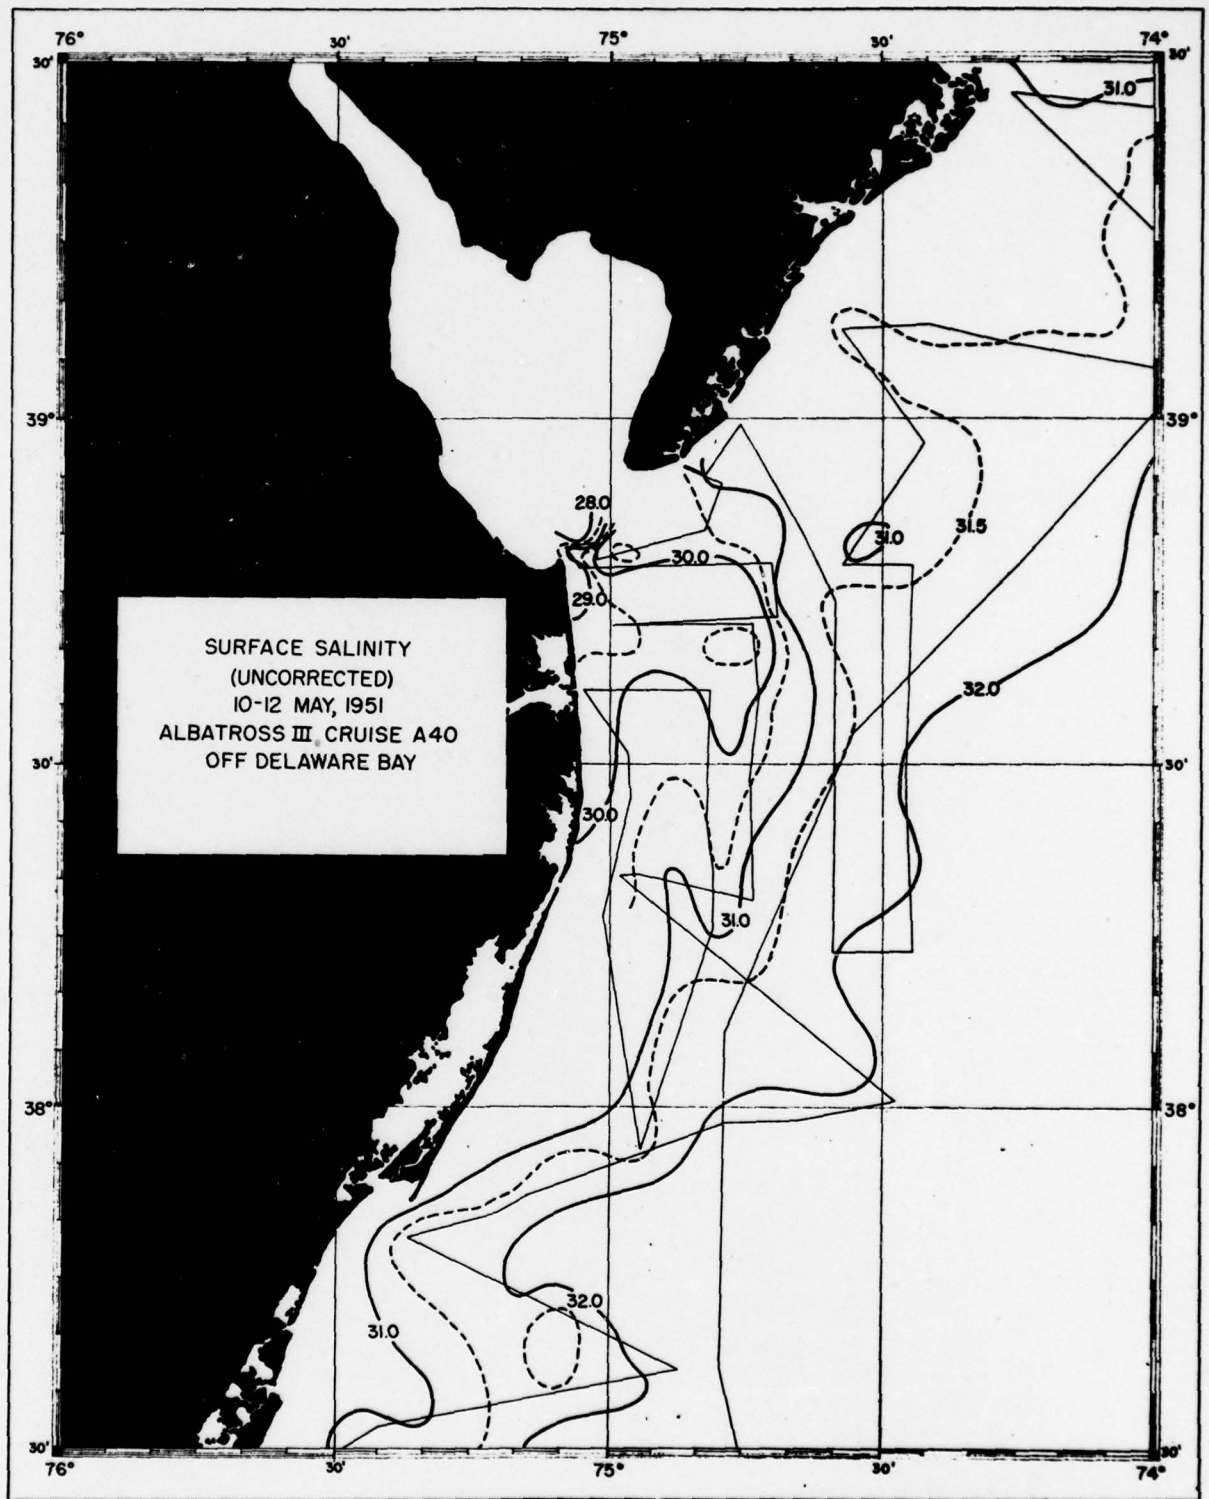 76° 30' 75° 30' 74°
30' 30'
31.0
39° 39°
28.0
31.0 31.5
30.0
29.0
SURFACE SALINITY
(UNCORRECTED)
10-12 MAY, 1951
ALBATROSS III CRUISE A40
OFF DELAWARE BAY
32.0
30' 30'
30.0
31.0
38° 38°
32.0
31.0
30' 30'
76° 30' 75° 30' 74°